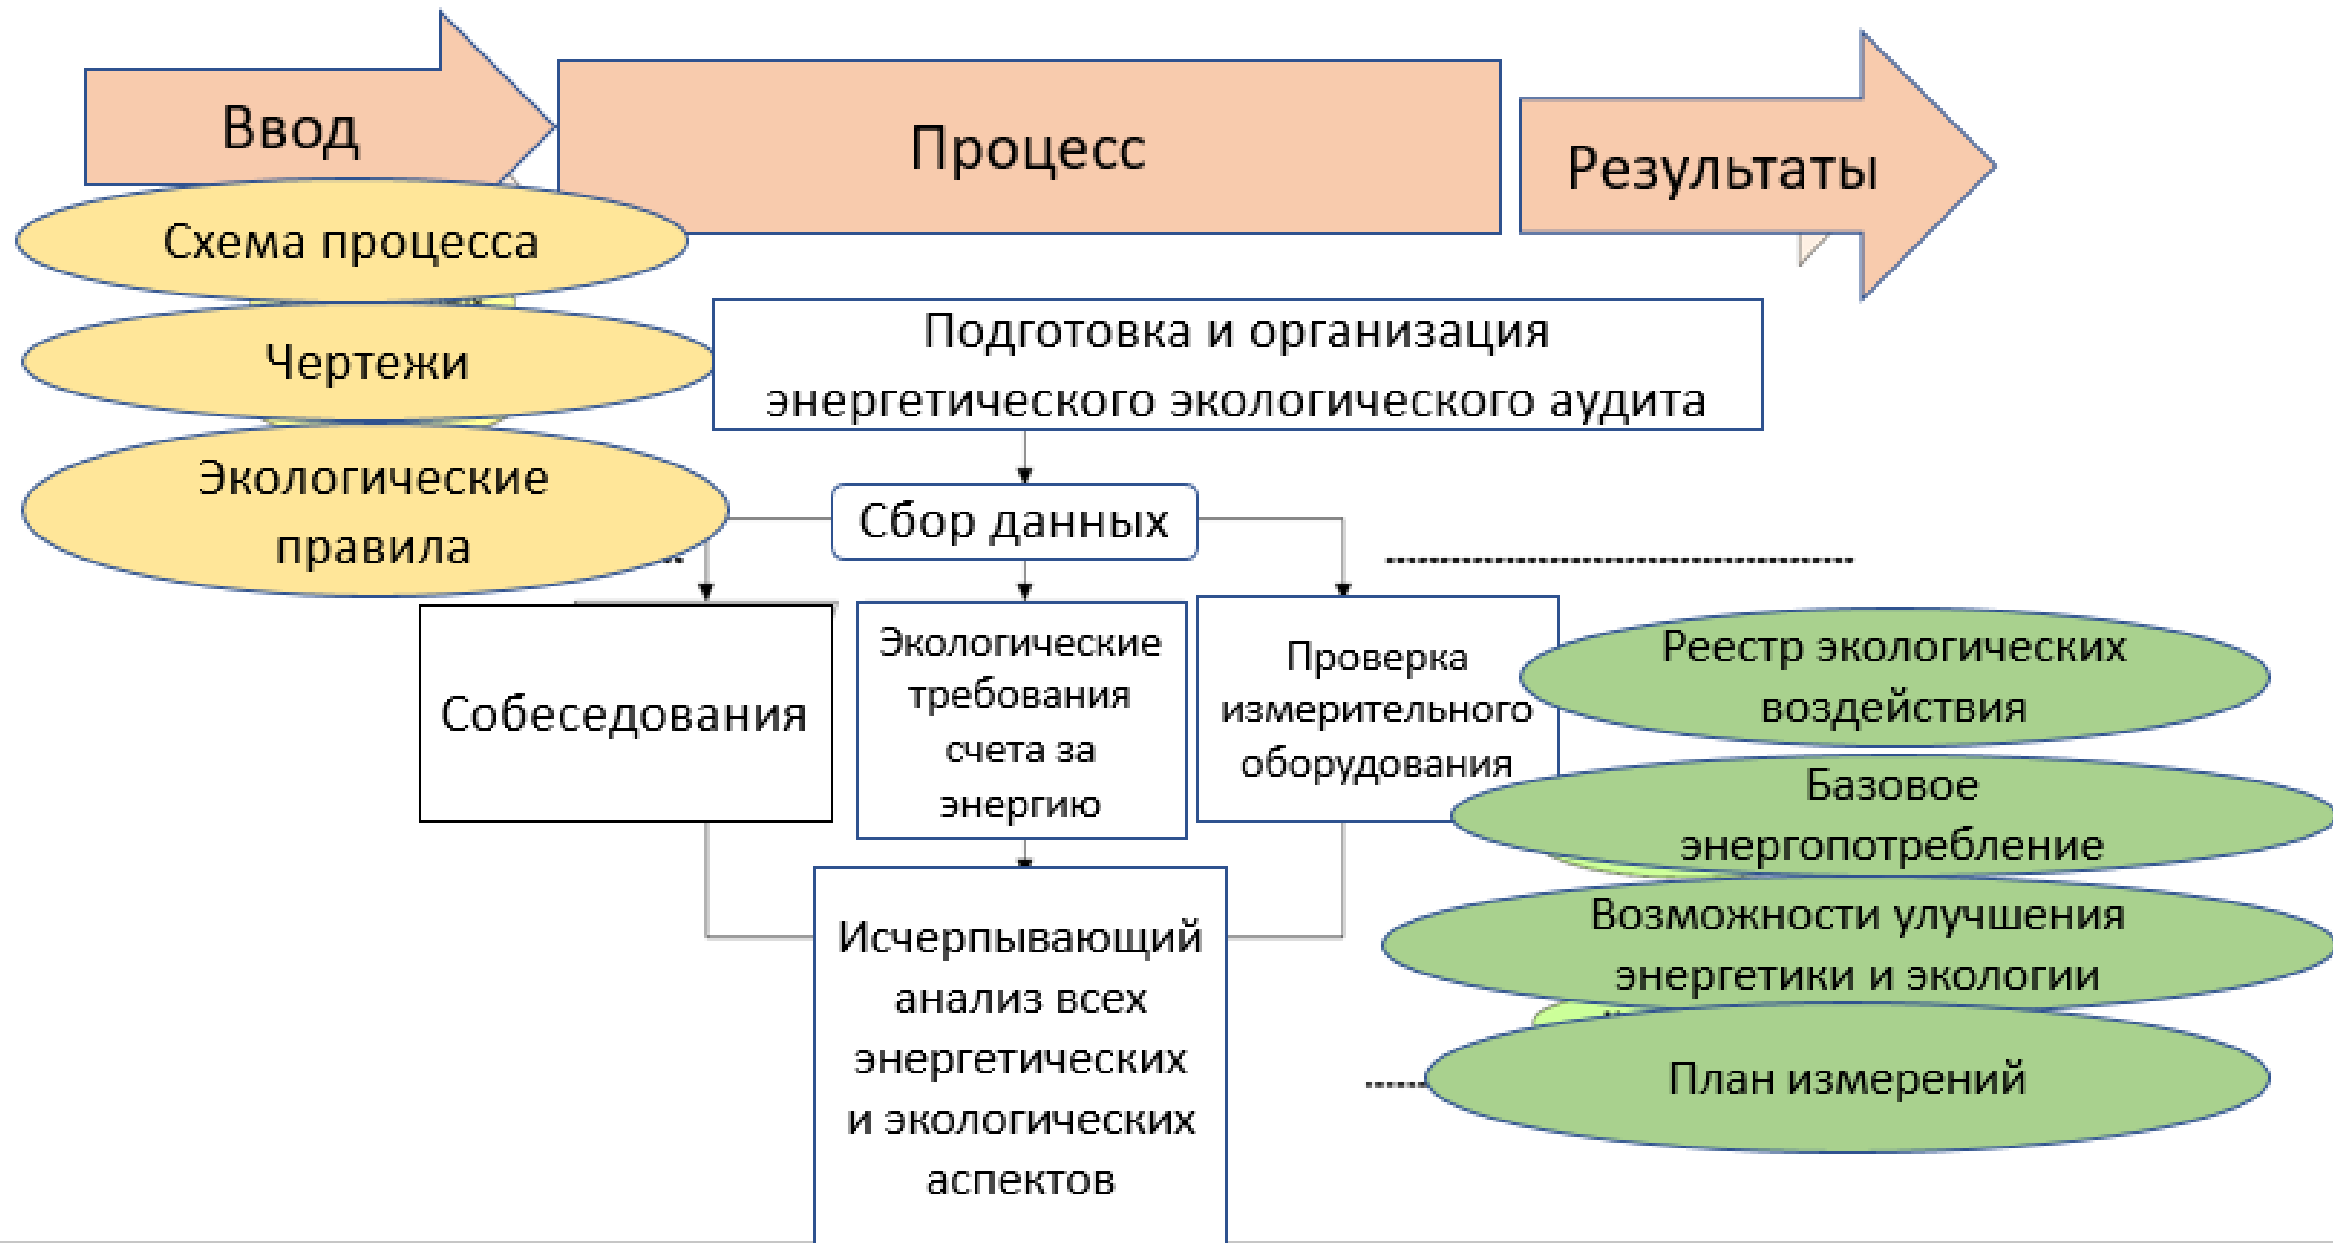 Ввод
Процесс
Результаты
Схема процесса
Чертежи
Экологические
правила
Подготовка и организация
энергетического экологического аудита
Сбор данных
Собеседования
Экологические
требования
счета за
энергию
Проверка
измерительного
оборудования
Исчерпывающий
анализ всех
энергетических
и экологических
аспектов
Реестр экологических
воздействия
Базовое
энергопотребление
Возможности улучшения
энергетики и экологии
План измерений